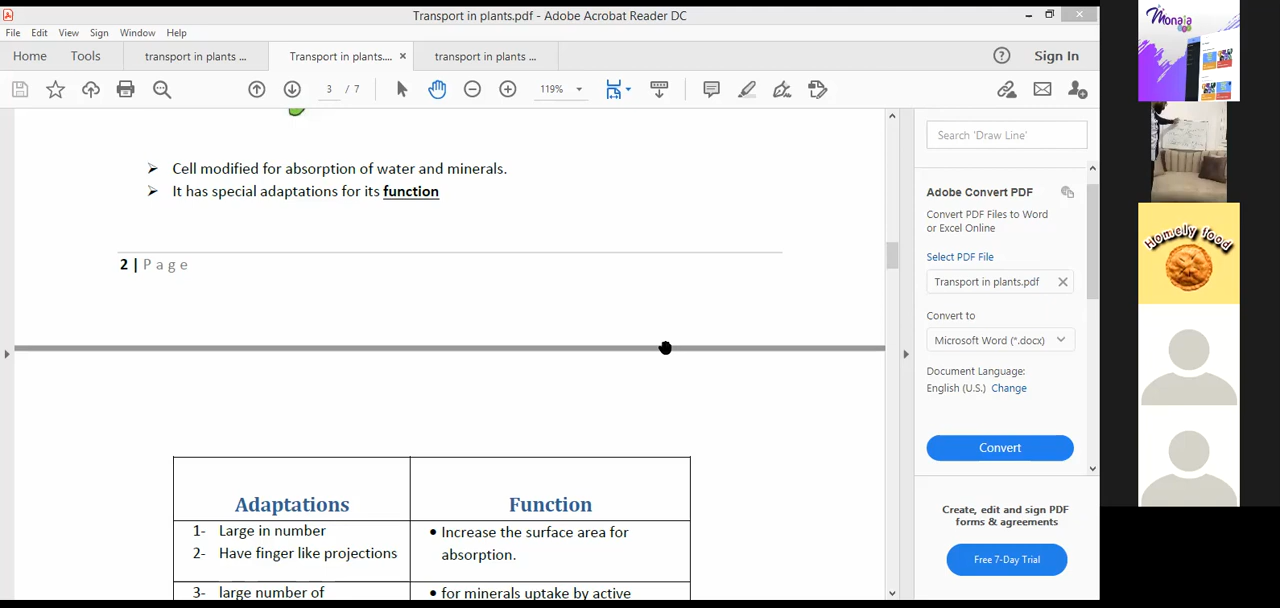 Transport in plants.pdf - Adobe Acrobat Reader DC
File Edit View Sign Window Help
Home Tools transport in plants ... Transport in plants.... × transport in plants ... Sign In
3 / 7 119%
Cell modified for absorption of water and minerals.
It has special adaptations for its function
2 | Page
Adaptations Function
1- Large in number
2- Have finger like projections
• Increase the surface area for
absorption.
3- large number of
• for minerals uptake by active
Search 'Draw Line'
Adobe Convert PDF
Convert PDF Files to Word
or Excel Online
Select PDF File
Transport in plants.pdf
Convert to
Microsoft Word (*.docx)
Document Language:
English (U.S.) Change
Convert
Create, edit and sign PDF
forms & agreements
Free 7-Day Trial
Monaia
Homely food